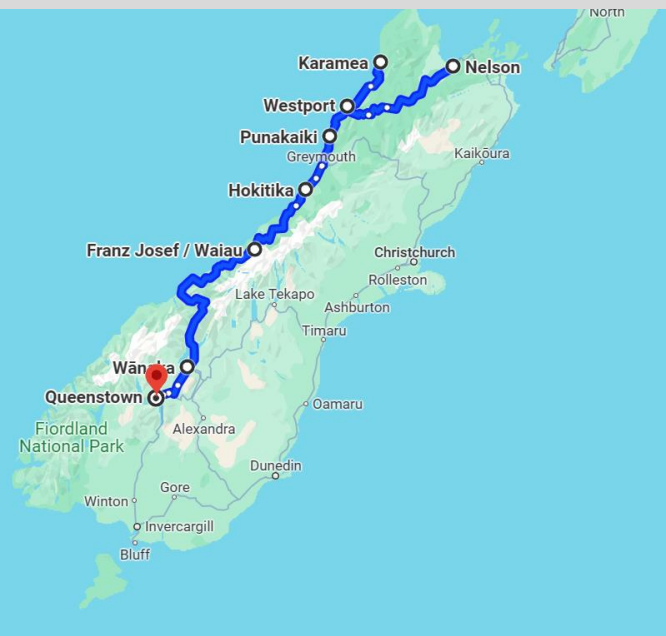 North
Karamea
Nelson
Westport
Punakaiki
Greymouth
Kaikōura
Hokitika
Franz Josef / Waiau
Christchurch
Rolleston
Lake Tekapo
Ashburton
Timaru
Wānaka
Queenstown
Oamaru
Alexandra
Fiordland
National Park
Dunedin
Gore
Winton
Invercargill
Bluff